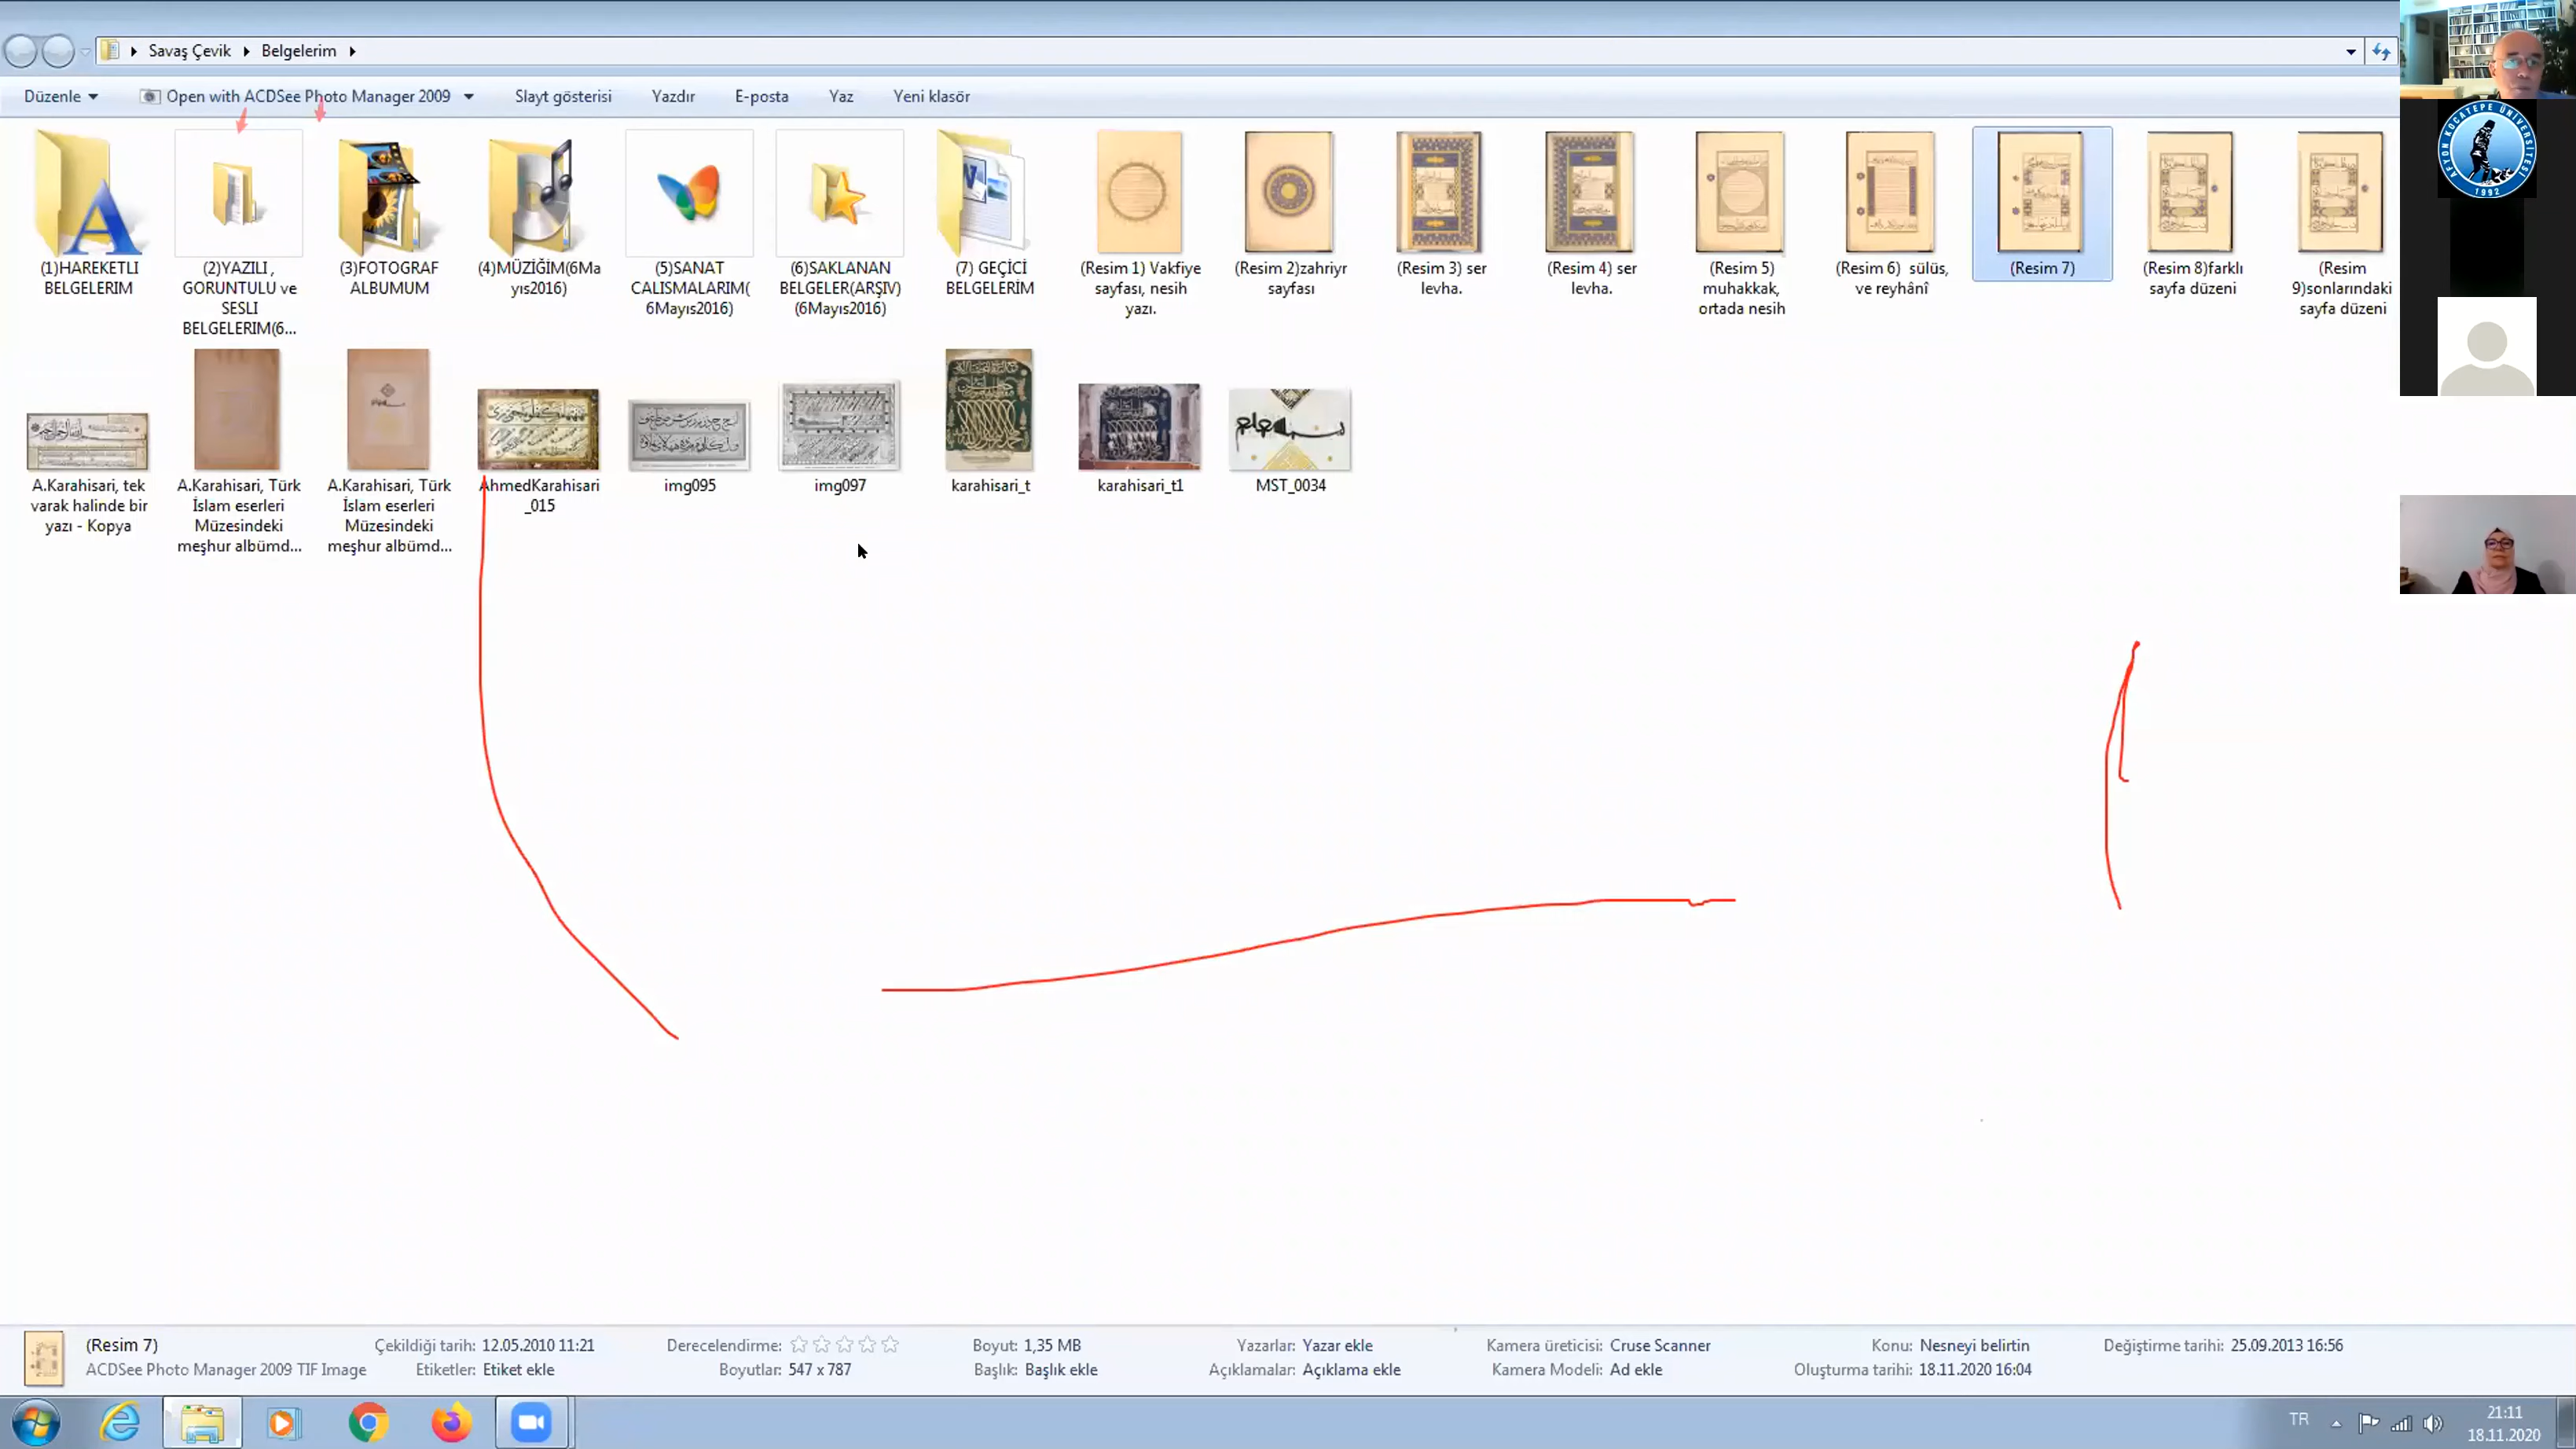 Savaş Çevik Belgelerim
Düzenle Open with ACDSee Photo Manager 2009 Slayt gösterisi Yazdır E-posta Yaz Yeni klasör
(1)HAREKETLI
BELGELERIM
(2)YAZILI ,
GORUNTULU ve
SESLI
BELGELERIM(6...
(3)FOTOGRAF
ALBUMUM
(4)MÜZİĞİM(6Ma
yıs2016)
(5)SANAT
CALISMALARIM(
6Mayıs2016)
(6)SAKLANAN
BELGELER(ARŞIV)
(6Mayıs2016)
(7) GEÇİCİ
BELGELERİM
(Resim 1) Vakfiye
sayfası, nesih
yazı.
(Resim 2)zahriyr
sayfası
(Resim 3) ser
levha.
(Resim 4) ser
levha.
(Resim 5)
muhakkak,
ortada nesih
(Resim 6) sülüs,
ve reyhânî
(Resim 7)
(Resim 8)farklı
sayfa düzeni
(Resim
9)sonlarındaki
sayfa düzeni
A.Karahisari, tek
varak halinde bir
yazı - Kopya
A.Karahisari, Türk
İslam eserleri
Müzesindeki
meşhur albümd...
A.Karahisari, Türk
İslam eserleri
Müzesindeki
meşhur albümd...
AhmedKarahisari
_015
img095
img097
karahisari_t
karahisari_t1
MST_0034
AFYON KOCATEPE ÜNİVERSİTESİ
1992
(Resim 7) Çekildiği tarih: 12.05.2010 11:21 Derecelendirme: Boyut: 1,35 MB Yazarlar: Yazar ekle Kamera üreticisi: Cruse Scanner Konu: Nesneyi belirtin Değiştirme tarihi: 25.09.2013 16:56
ACDSee Photo Manager 2009 TIF Image Etiketler: Etiket ekle Boyutlar: 547 x 787 Başlık: Başlık ekle Açıklamalar: Açıklama ekle Kamera Modeli: Ad ekle Oluşturma tarihi: 18.11.2020 16:04
TR 21:11
18.11.2020